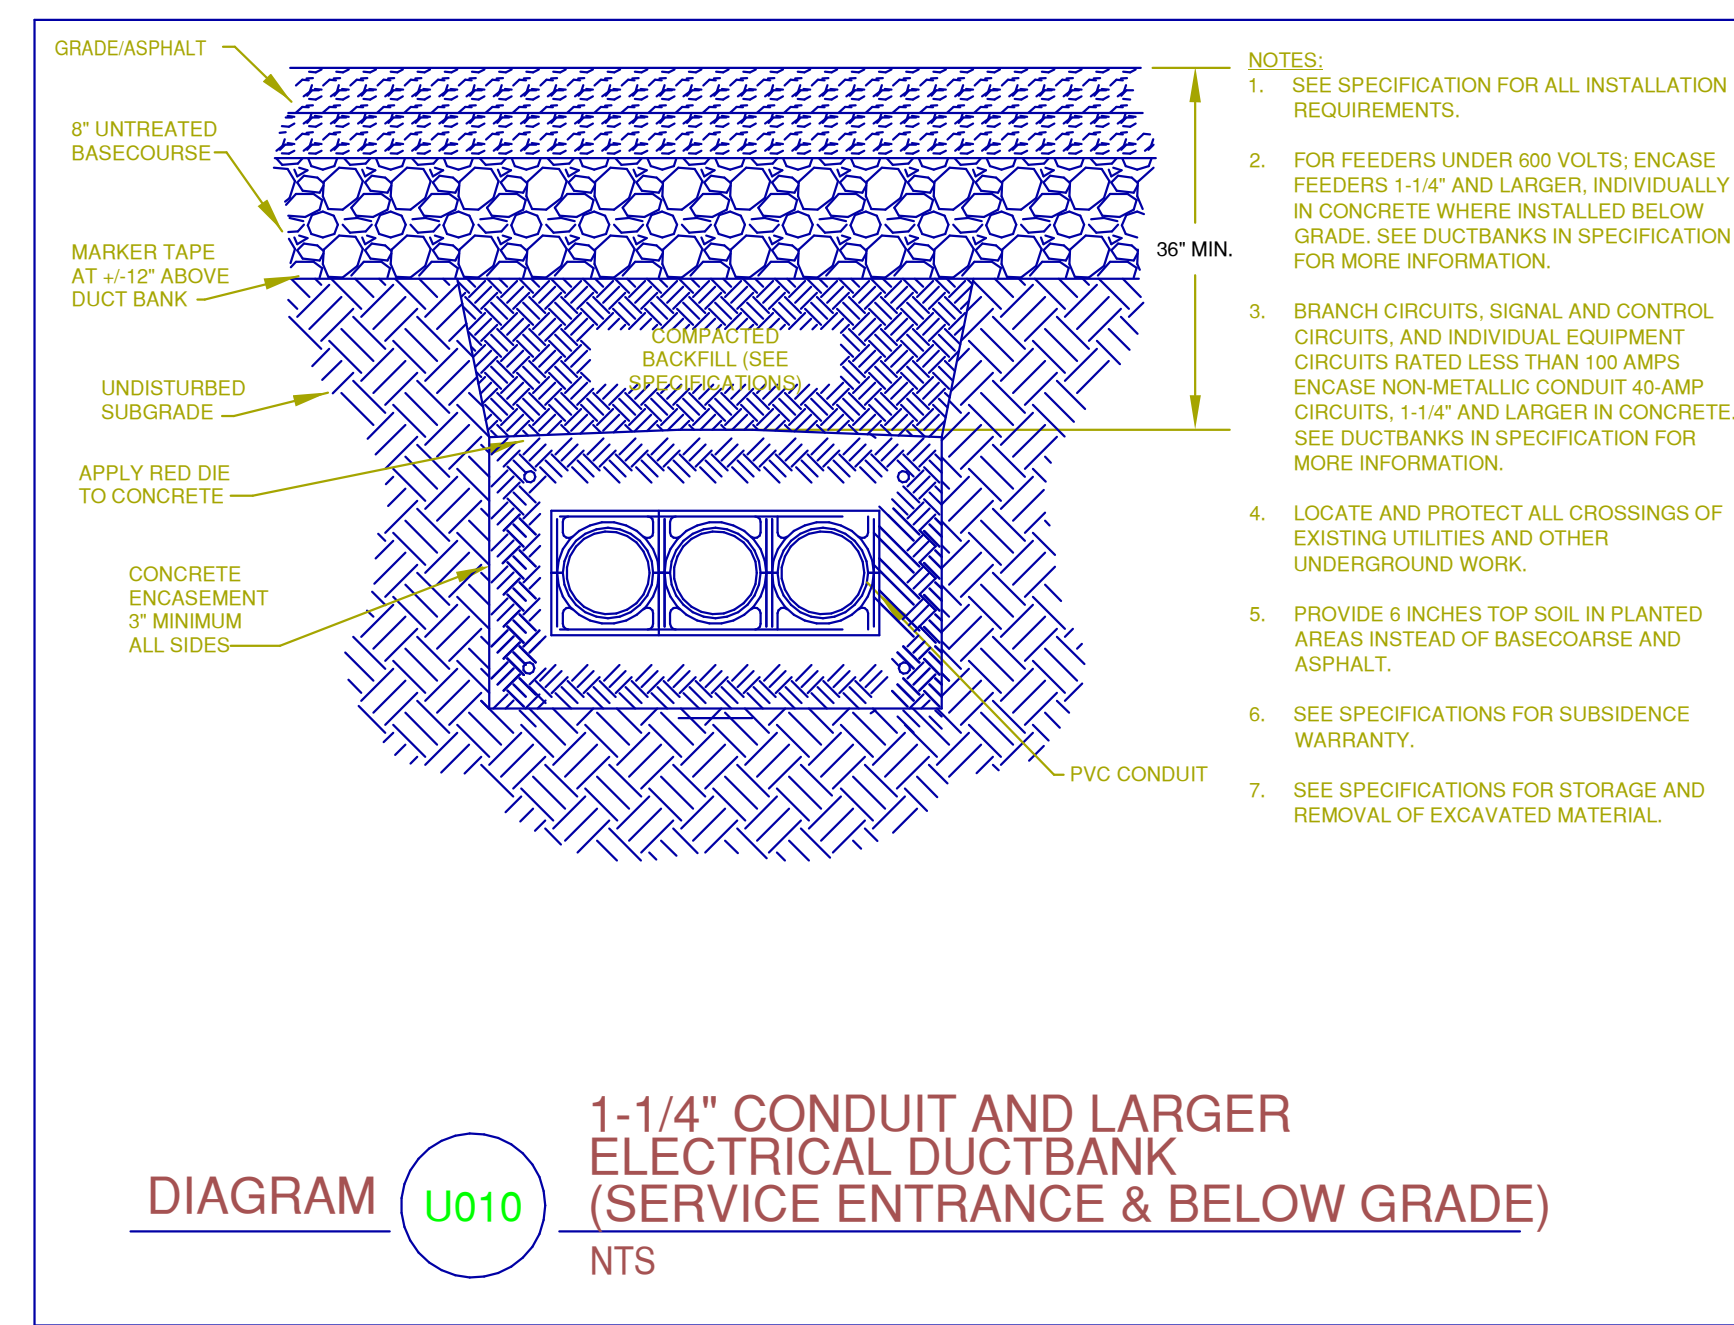 GRADE/ASPHALT
8" UNTREATED
BASECOURSE
MARKER TAPE
AT +/-12" ABOVE
DUCT BANK
UNDISTURBED
SUBGRADE
APPLY RED DIE
TO CONCRETE
CONCRETE
ENCASEMENT
3" MINIMUM
ALL SIDES
COMPACTED
BACKFILL (SEE
SPECIFICATIONS)
36" MIN.
PVC CONDUIT
NOTES:
1. SEE SPECIFICATION FOR ALL INSTALLATION
REQUIREMENTS.
2. FOR FEEDERS UNDER 600 VOLTS; ENCASE
FEEDERS 1-1/4" AND LARGER, INDIVIDUALLY
IN CONCRETE WHERE INSTALLED BELOW
GRADE. SEE DUCTBANKS IN SPECIFICATION
FOR MORE INFORMATION.
3. BRANCH CIRCUITS, SIGNAL AND CONTROL
CIRCUITS, AND INDIVIDUAL EQUIPMENT
CIRCUITS RATED LESS THAN 100 AMPS
ENCASE NON-METALLIC CONDUIT 40-AMP
CIRCUITS, 1-1/4" AND LARGER IN CONCRETE.
SEE DUCTBANKS IN SPECIFICATION FOR
MORE INFORMATION.
4. LOCATE AND PROTECT ALL CROSSINGS OF
EXISTING UTILITIES AND OTHER
UNDERGROUND WORK.
5. PROVIDE 6 INCHES TOP SOIL IN PLANTED
AREAS INSTEAD OF BASECOARSE AND
ASPHALT.
6. SEE SPECIFICATIONS FOR SUBSIDENCE
WARRANTY.
7. SEE SPECIFICATIONS FOR STORAGE AND
REMOVAL OF EXCAVATED MATERIAL.
DIAGRAM
U010
1-1/4" CONDUIT AND LARGER
ELECTRICAL DUCTBANK
(SERVICE ENTRANCE & BELOW GRADE)
NTS